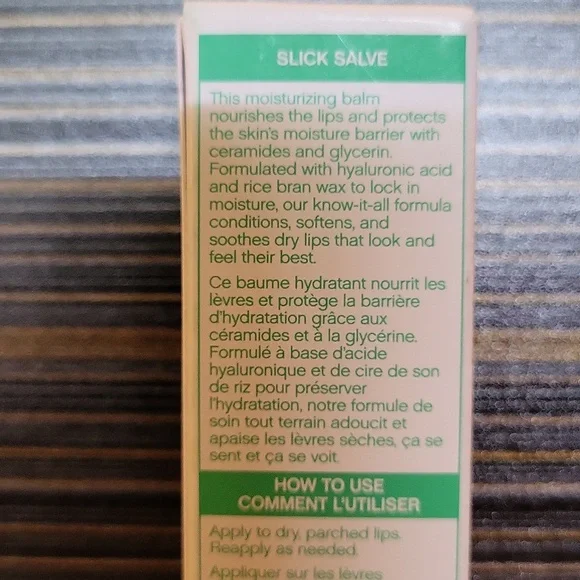 SLICK SALVE
This moisturizing balm
nourishes the lips and protects
the skin's moisture barrier with
ceramides and glycerin.
Formulated with hyaluronic acid
and rice bran wax to lock in
moisture, our know-it-all formula
conditions, softens, and
soothes dry lips that look and
feel their best.
Ce baume hydratant nourrit les
lèvres et protège la barrière
d'hydratation grâce aux
céramides et à la glycérine.
Formulé à base d'acide
hyaluronique et de cire de son
de riz pour préserver
l'hydratation, notre formule de
soin tout terrain adoucit et
apaise les lèvres sèches, ça se
sent et ça se voit.
HOW TO USE
COMMENT L'UTILISER
Apply to dry, parched lips.
Reapply as needed.
Appliquer sur les lèvres